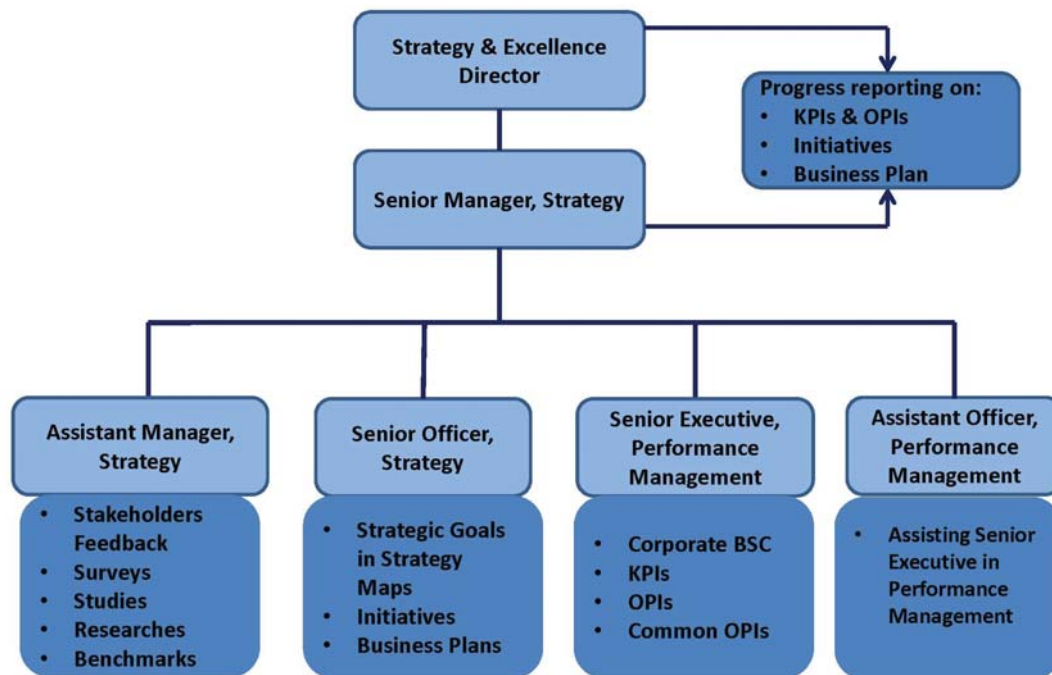 Strategy & Excellence
Director
Progress reporting on:
• KPIs & OPIs
• Initiatives
• Business Plan
Senior Manager, Strategy
Assistant Manager,
Strategy
• Stakeholders
Feedback
• Surveys
• Studies
• Researches
• Benchmarks
Senior Officer,
Strategy
• Strategic Goals
in Strategy
Maps
• Initiatives
• Business Plans
Senior Executive,
Performance
Management
• Corporate BSC
• KPIs
• OPIs
• Common OPIs
Assistant Officer,
Performance
Management
• Assisting Senior
Executive in
Performance
Management